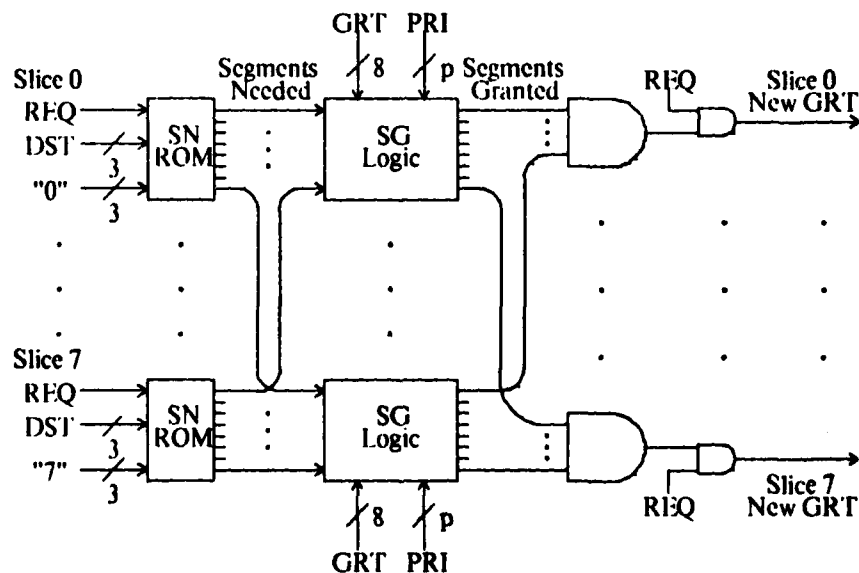 GRT PRI
8 p
Slice 0
Segments Needed
Segments Granted
REQ
Slice 0
New GRT
REQ
DST
3
"0"
3
SN
ROM
SG
Logic
Slice 7
REQ
DST
3
"7"
3
SN
ROM
SG
Logic
REQ
Slice 7
New GRT
8 p
GRT PRI